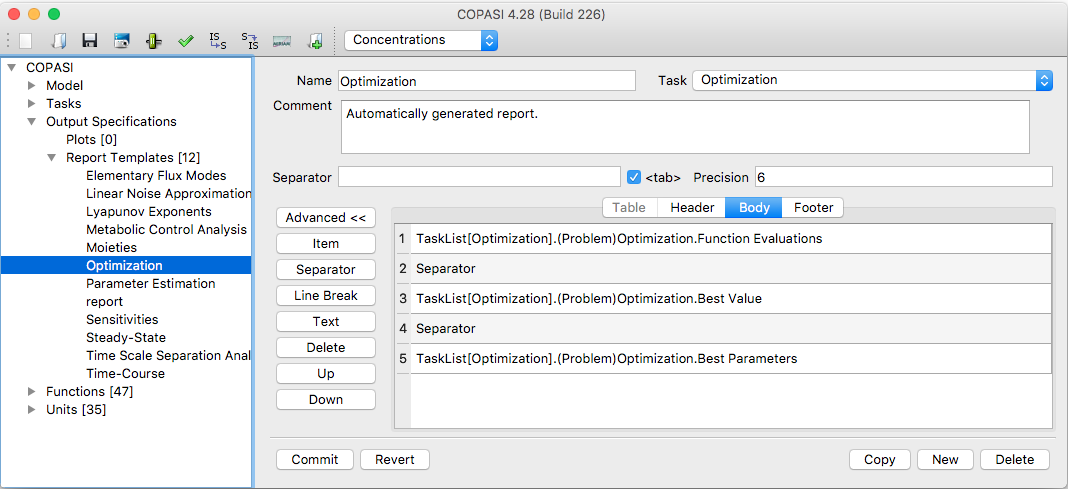 COPASI 4.28 (Build 226)
IS
S
S
IS
MIRIAM
Concentrations
COPASI
Model
Tasks
Output Specifications
Plots [0]
Report Templates [12]
Elementary Flux Modes
Linear Noise Approximation
Lyapunov Exponents
Metabolic Control Analysis
Moieties
Optimization
Parameter Estimation
report
Sensitivities
Steady-State
Time Scale Separation Anal
Time-Course
Functions [47]
Units [35]
Name Optimization Task Optimization
Comment Automatically generated report.
Separator <tab> Precision 6
Advanced <<
Item
Separator
Line Break
Text
Delete
Up
Down
Table Header Body Footer
1 TaskList[Optimization].(Problem)Optimization.Function Evaluations
2 Separator
3 TaskList[Optimization].(Problem)Optimization.Best Value
4 Separator
5 TaskList[Optimization].(Problem)Optimization.Best Parameters
Commit Revert Copy New Delete